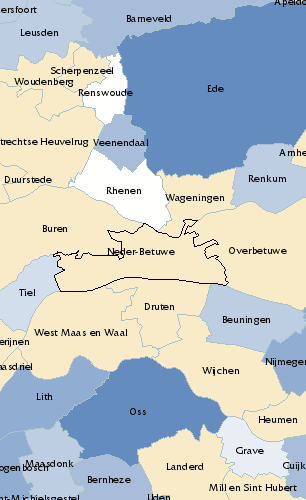 Apeldo
ersfoort
Barneveld
Leusden
Scherpenzeel
Woudenberg
Renswoude
Ede
trechtse Heuvelrug
Veenendaal
Arnhe
Duurstede
Rhenen
Renkum
Wageningen
Buren
Neder-Betuwe
Overbetuwe
Tiel
Druten
Beuningen
West Maas en Waal
erijnen
Nijmege
aasdriel
Wijchen
Lith
Oss
Heumen
Grave
Maasdonk
Landerd
Cuijk
ogenbosch
Bernheze
Mill en Sint Hubert
nt-Michielsgestel
Uden